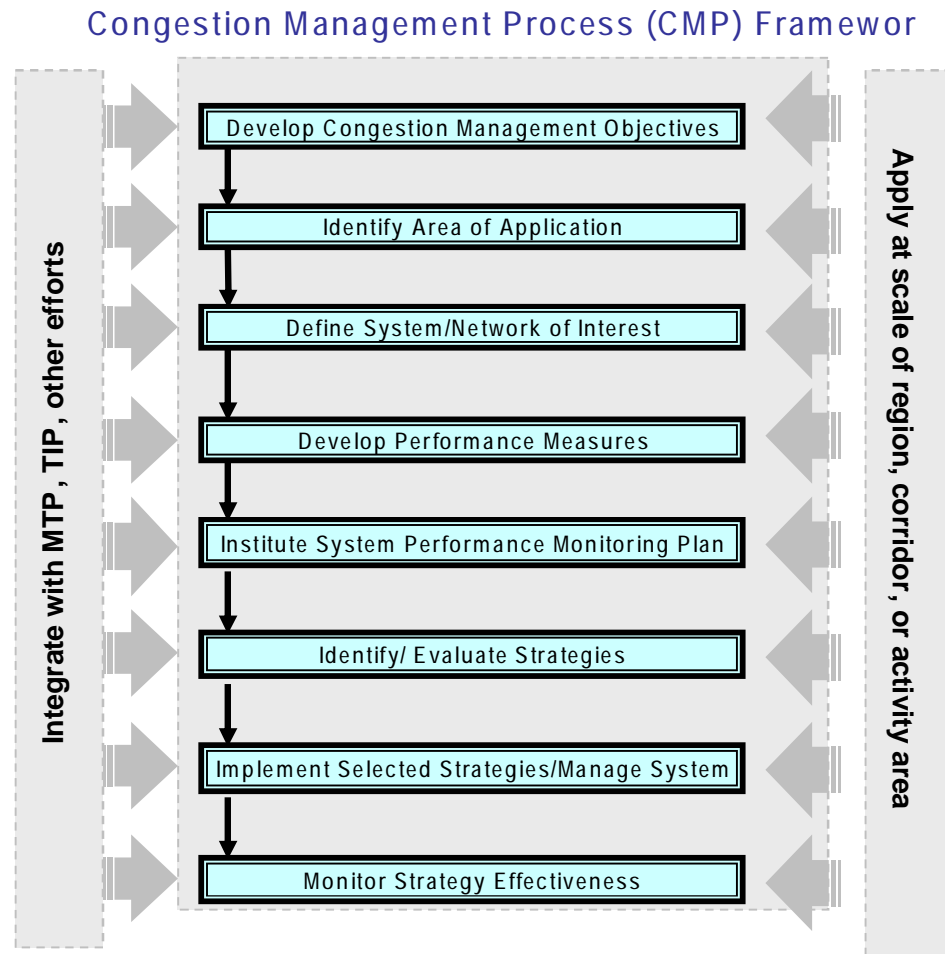 Congestion Management Process (CMP) Framewor
Integrate with MTP, TIP, other efforts
Develop Congestion Management Objectives
Identify Area of Application
Define System/Network of Interest
Develop Performance Measures
Institute System Performance Monitoring Plan
Identify/ Evaluate Strategies
Implement Selected Strategies/Manage System
Monitor Strategy Effectiveness
Apply at scale of region, corridor, or activity area